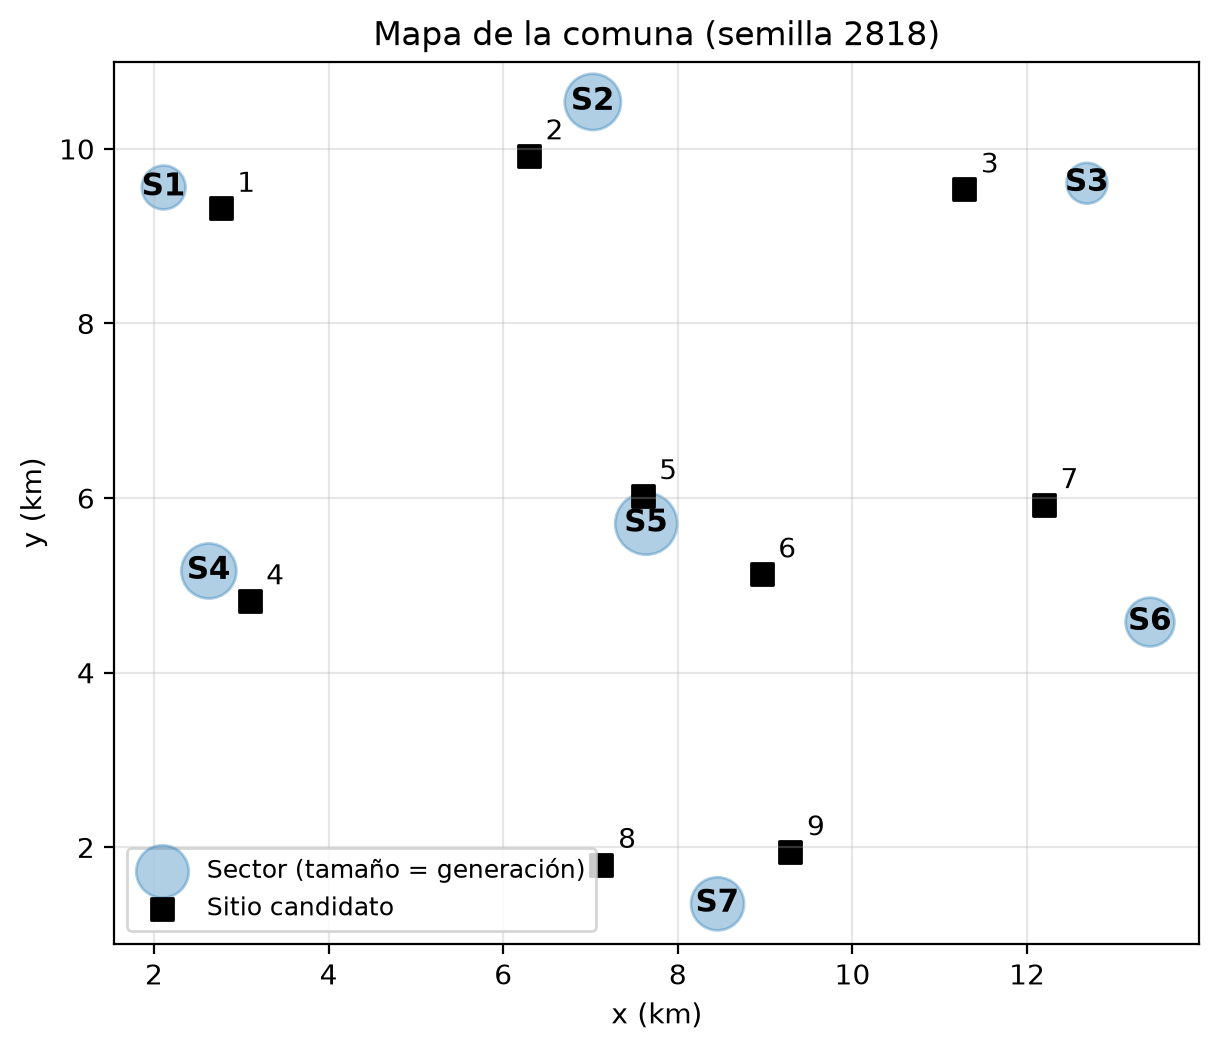 Mapa de la comuna (semilla 2818)
S2
2
10
3
S1
1
S3
8
y (km)
6
5
7
S5
6
S4
4
S6
4
2
8
9
Sector (tamaño = generación)
Sitio candidato
S7
2
4
6
8
10
12
x (km)